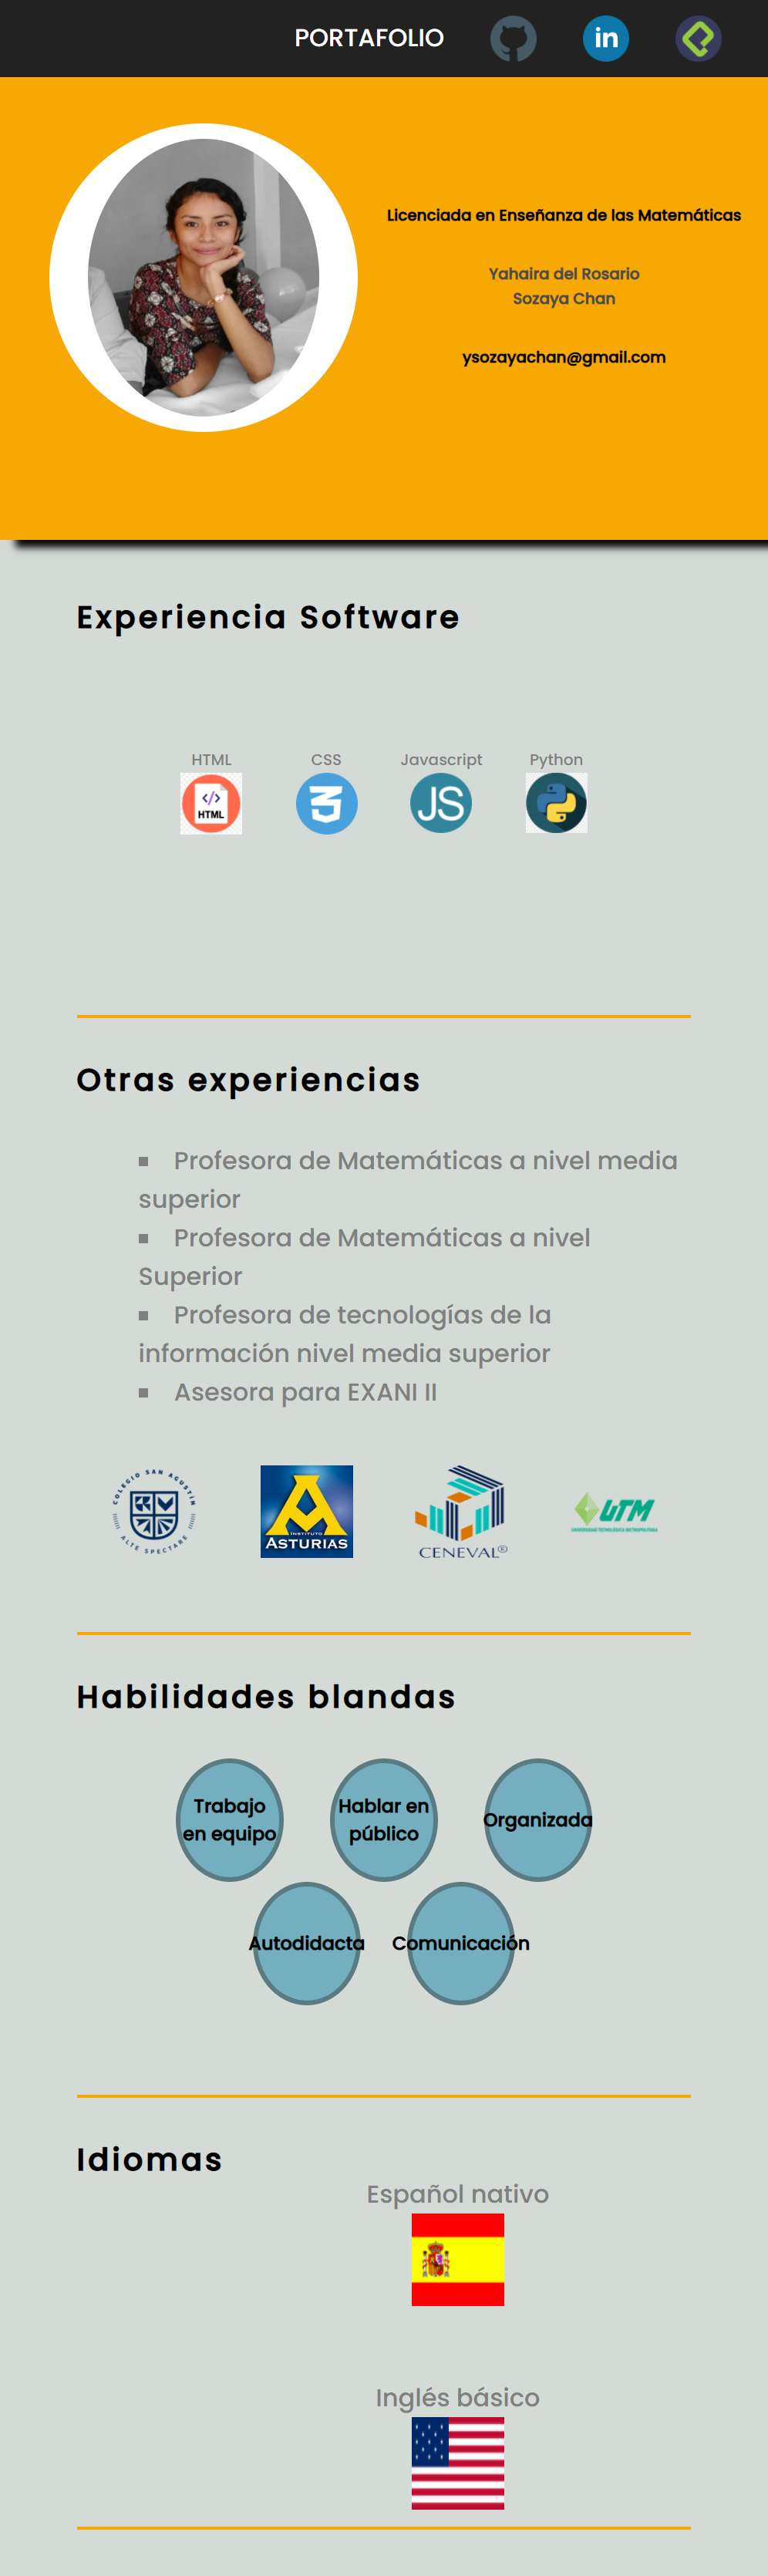 PORTAFOLIO
in
Licenciada en Enseñanza de las Matemáticas
Yahaira del Rosario
Sozaya Chan
ysozayachan@gmail.com
Experiencia Software
HTML CSS Javascript Python
HTML
JS
Otras experiencias
Profesora de Matemáticas a nivel media
superior
Profesora de Matemáticas a nivel
Superior
Profesora de tecnologías de la
información nivel media superior
Asesora para EXANI II
COLEGIO SAN AGUSTÍN
ALTE SPECTARE
INSTITUTO
ASTURIAS
CENEVAL®
UTM
UNIVERSIDAD TECNOLÓGICA METROPOLITANA
Habilidades blandas
Trabajo
en equipo
Hablar en
público
Organizada
Autodidacta
Comunicación
Idiomas
Español nativo
Inglés básico